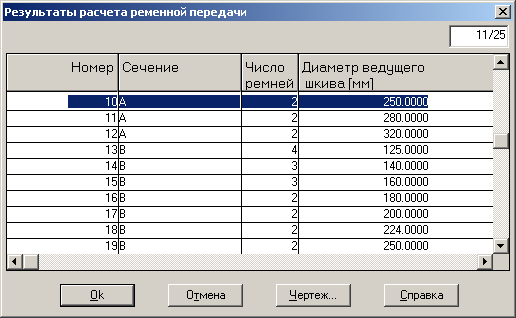 Результаты расчета ременной передачи
11/25
Номер Сечение Число ремней Диаметр ведущего шкива [мм]
10 A 2 250.0000
11 A 2 280.0000
12 A 2 320.0000
13 B 4 125.0000
14 B 3 140.0000
15 B 3 160.0000
16 B 2 180.0000
17 B 2 200.0000
18 B 2 224.0000
19 B 2 250.0000
Ok Отмена Чертеж... Справка